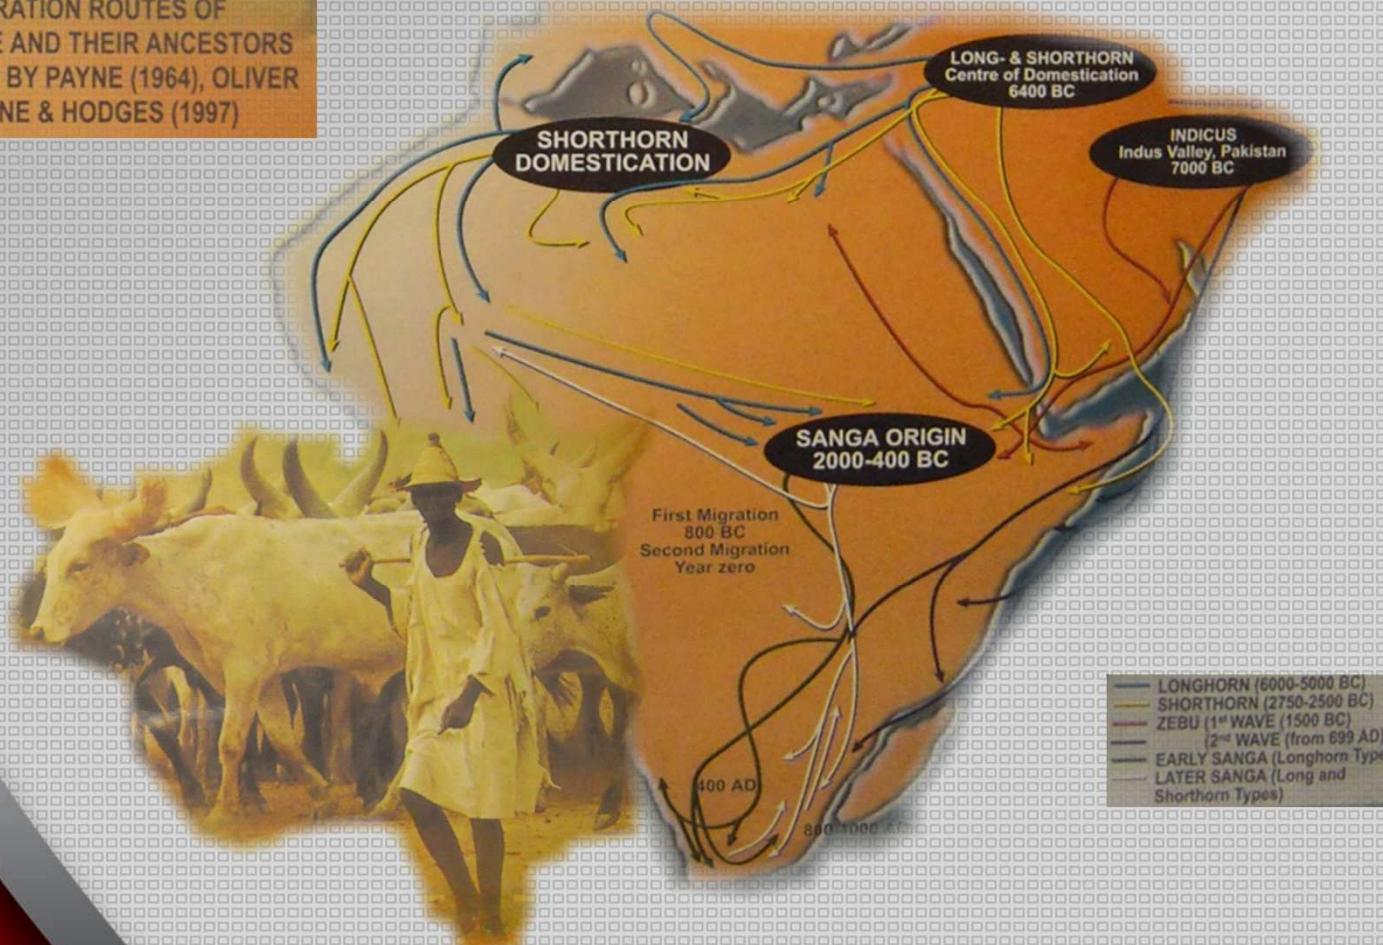 RATION ROUTES OF
E AND THEIR ANCESTORS
BY PAYNE (1964), OLIVER
NE & HODGES (1997)
LONG- & SHORTHORN
Centre of Domestication
6400 BC
SHORTHORN
DOMESTICATION
INDICUS
Indus Valley, Pakistan
7000 BC
SANGA ORIGIN
2000-400 BC
First Migration
800 BC
Second Migration
Year zero
400 AD
800-1000 AD
LONGHORN (6000-5000 BC)
SHORTHORN (2750-2500 BC)
ZEBU (1st WAVE (1500 BC)
(2nd WAVE (from 699 AD)
EARLY SANGA (Longhorn Type
LATER SANGA (Long and
Shorthorn Types)